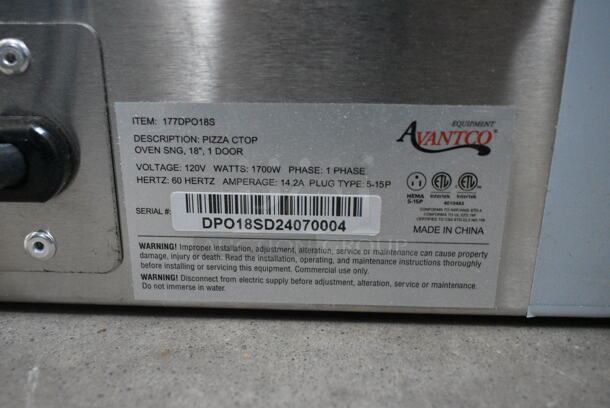 ITEM: 177DPO18S
DESCRIPTION: PIZZA CTOP
OVEN SNG, 18", 1 DOOR
VOLTAGE: 120V WATTS: 1700W PHASE: 1 PHASE
HERTZ: 60 HERTZ AMPERAGE: 14.2A PLUG TYPE: 5-15P
SERIAL #:
DPO18SD24070004
EQUIPMENT
AVANTCO®
NEMA
5-15P
Intertek
Intertek
MADE IN CHINA
GROUP
WARNING! Improper installation, adjustment, alteration, service or maintenance can cause property
damage, injury or death. Read the installation, operating, and maintenance instructions thoroughly
before installing or servicing this equipment. Commercial use only.
WARNING! Disconnect from electric supply before adjustment, alteration, service or maintenance.
Do not immerse in water.